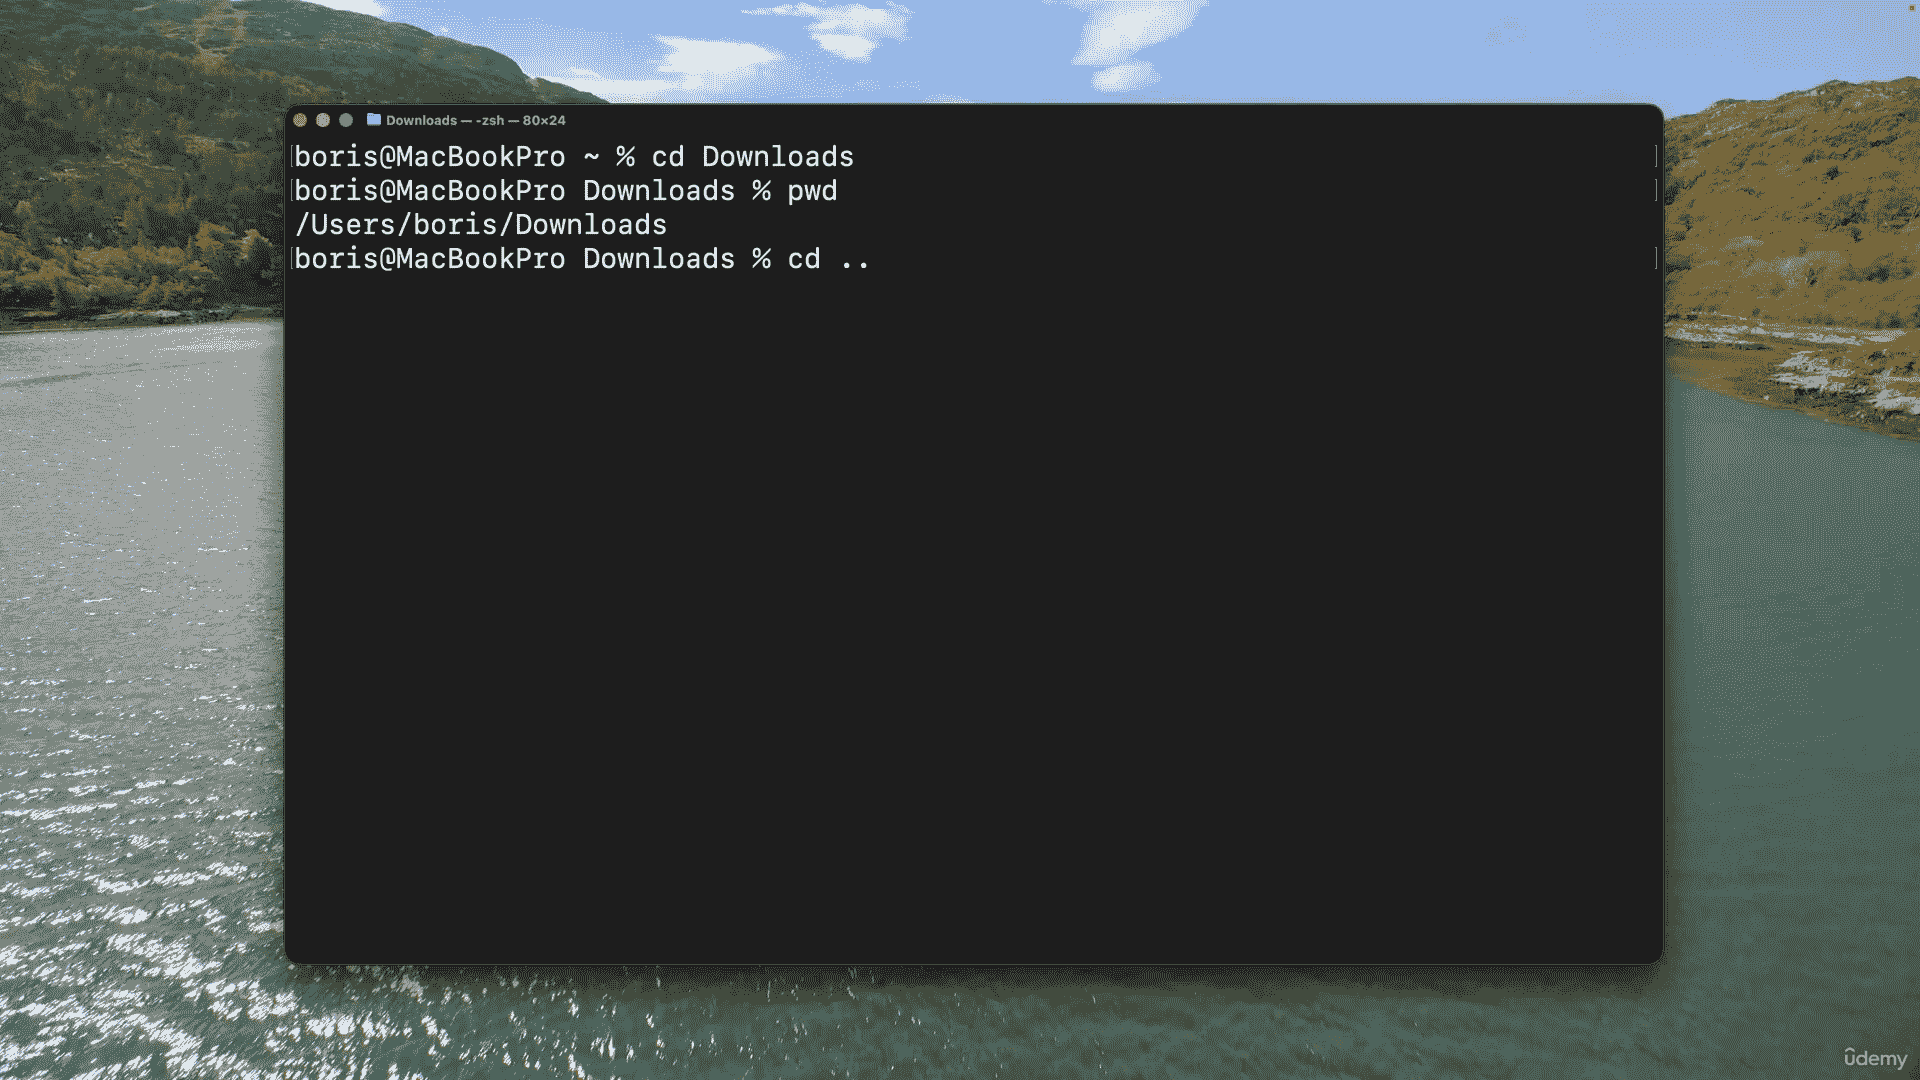 Downloads — -zsh — 80×24
boris@MacBookPro ~ % cd Downloads
boris@MacBookPro Downloads % pwd
/Users/boris/Downloads
boris@MacBookPro Downloads % cd ..
ûdemy